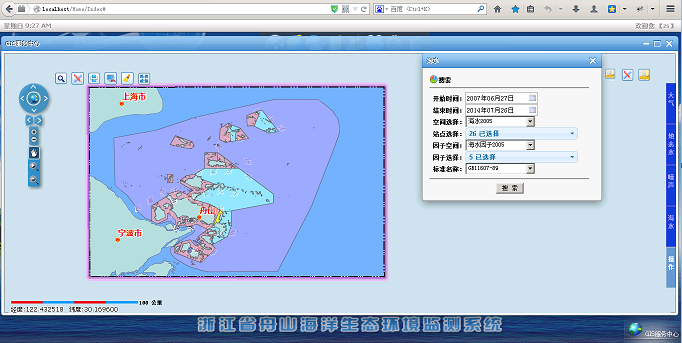 localhost/Home/Index#
百度 <Ctrl+K>
星期日 9:27 AM
欢迎您 【zs】
GIS服务中心
搜索
开始时间: 2007年06月27日
结束时间: 2014年07月26日
空间选择: 海水2005
站点选择: 26 已选择
因子空间: 海水因子2005
因子选择: 5 已选择
标准名称: GB11607-89
搜 索
上海市
舟山
宁波市
大气
地表水
噪声
海水
操作
100 公里
经度:122.432518 纬度:30.169600
浙江省舟山海洋生态环境监测系统
GIS服务中心